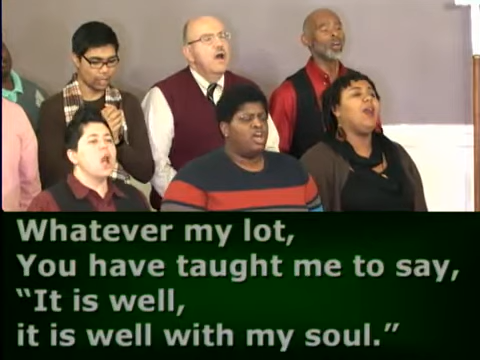 Whatever my lot,
You have taught me to say,
“It is well,
it is well with my soul.”